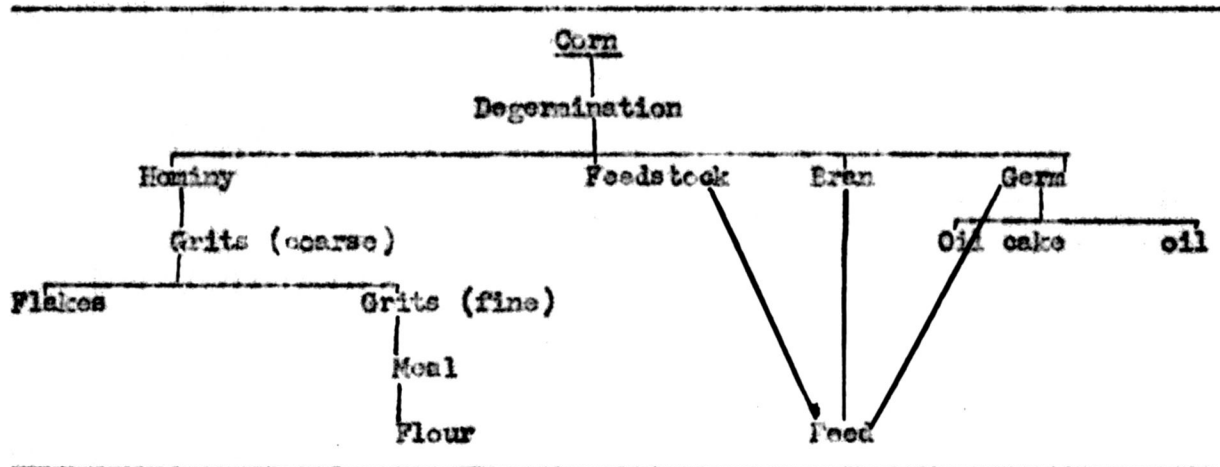 Corn
Degermination
Hominy Feedstock Bran Germ
Grits (coarse) Oil cake oil
Flakes Grits (fine)
Meal
Flour Feed